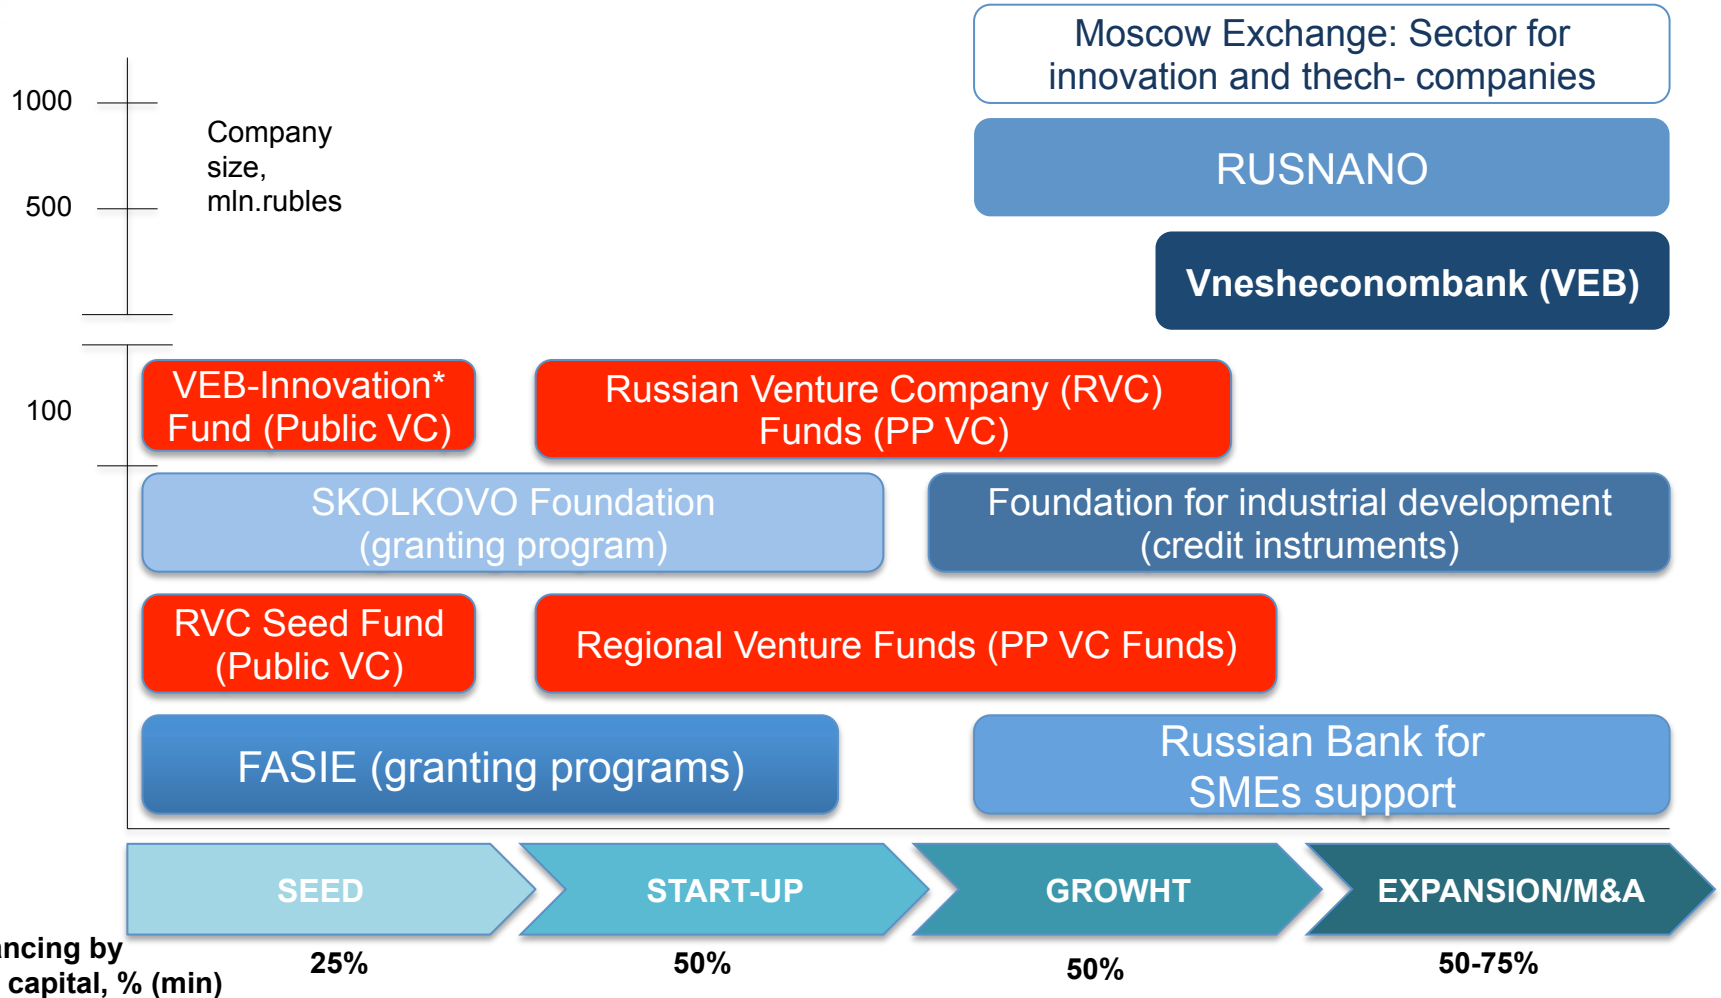 Moscow Exchange: Sector for
innovation and thech- companies
1000
Company
size,
mln.rubles
RUSNANO
500
Vnesheconombank (VEB)
VEB-Innovation*
Fund (Public VC)
Russian Venture Company (RVC)
Funds (PP VC)
100
SKOLKOVO Foundation
(granting program)
Foundation for industrial development
(credit instruments)
RVC Seed Fund
(Public VC)
Regional Venture Funds (PP VC Funds)
FASIE (granting programs)
Russian Bank for
SMEs support
SEED
START-UP
GROWHT
EXPANSION/M&A
ancing by
capital, % (min)
25%
50%
50%
50-75%